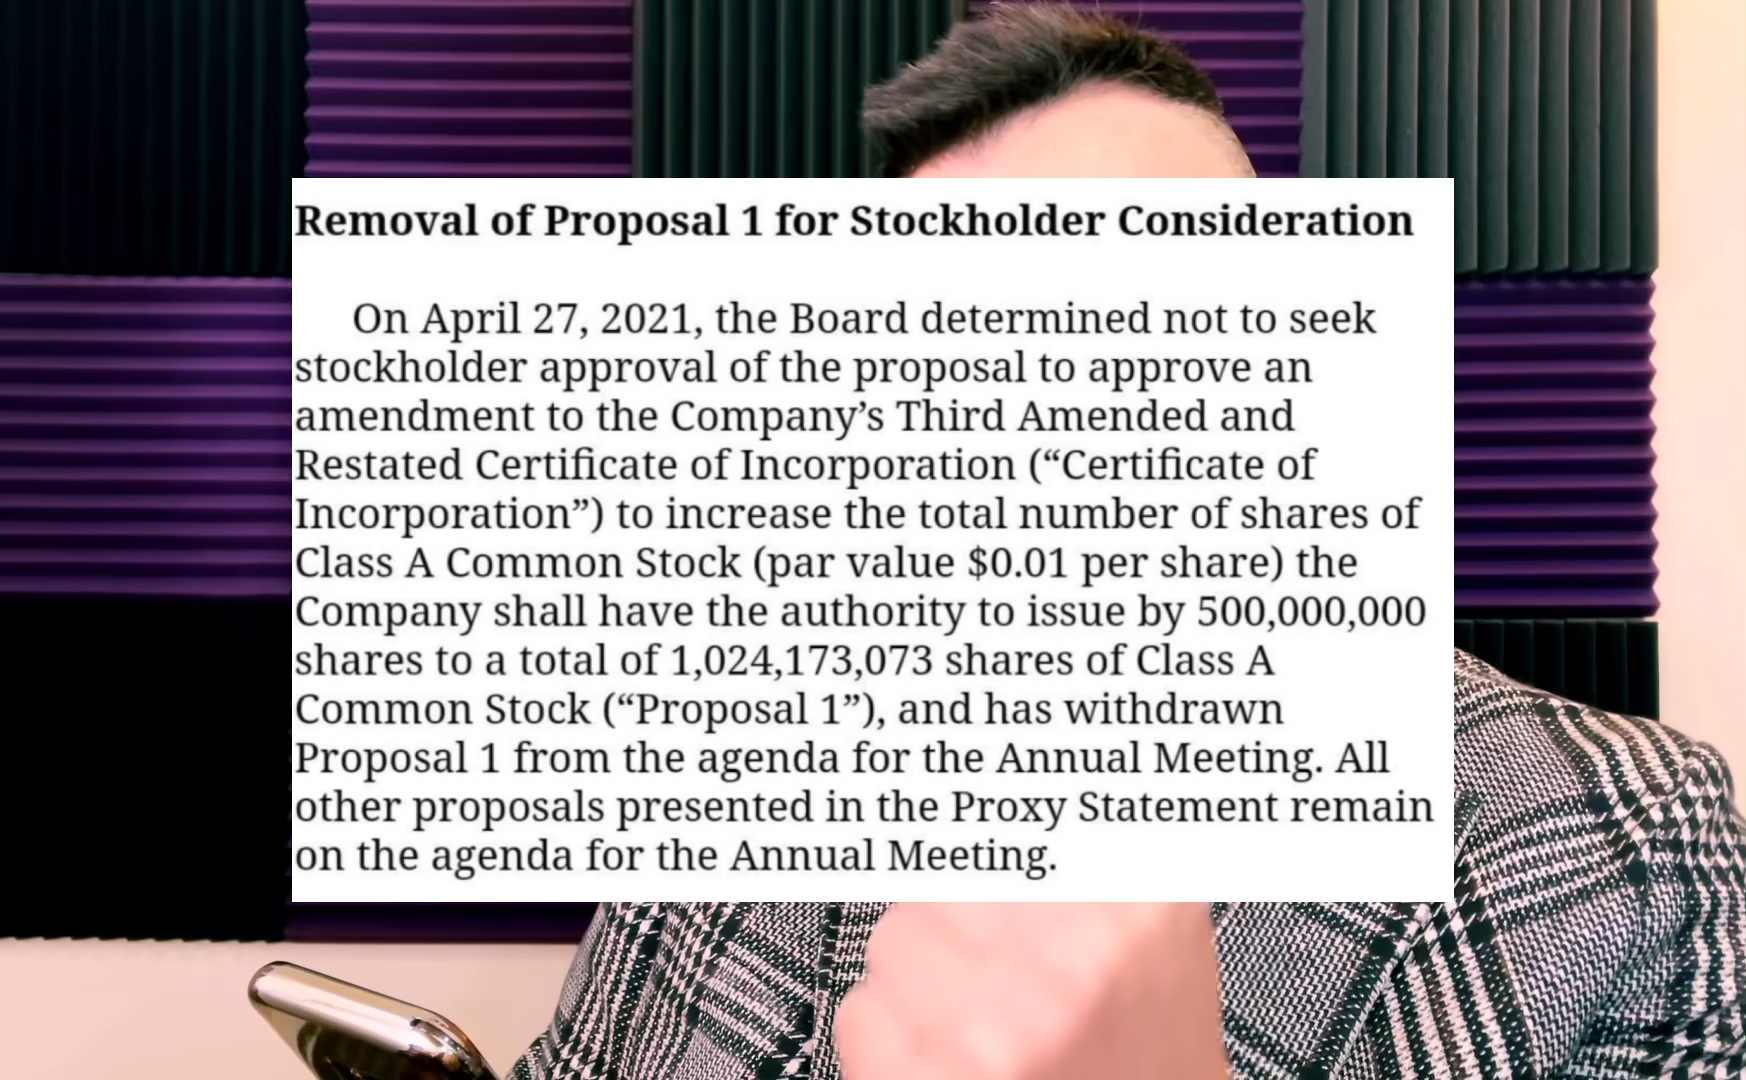 Removal of Proposal 1 for Stockholder Consideration
On April 27, 2021, the Board determined not to seek
stockholder approval of the proposal to approve an
amendment to the Company’s Third Amended and
Restated Certificate of Incorporation (“Certificate of
Incorporation”) to increase the total number of shares of
Class A Common Stock (par value $0.01 per share) the
Company shall have the authority to issue by 500,000,000
shares to a total of 1,024,173,073 shares of Class A
Common Stock (“Proposal 1”), and has withdrawn
Proposal 1 from the agenda for the Annual Meeting. All
other proposals presented in the Proxy Statement remain
on the agenda for the Annual Meeting.